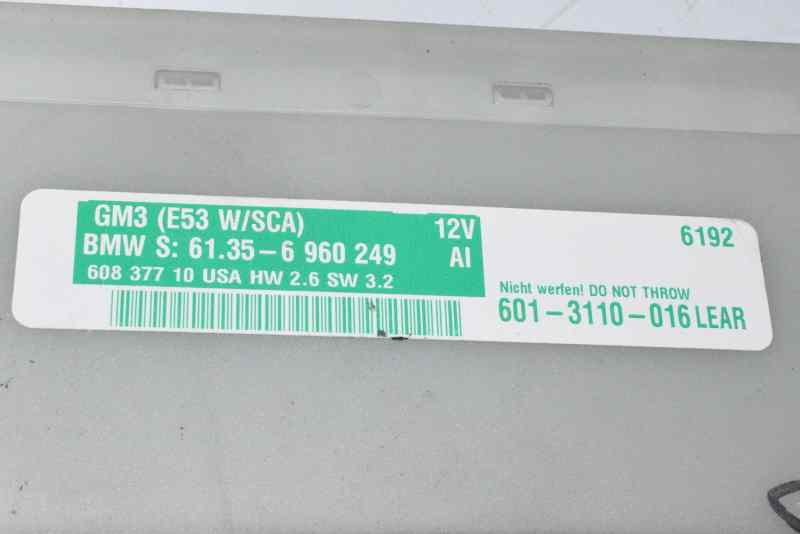 GM3 (E53 W/SCA) 12V
BMW S: 61.35-6 960 249 AI
608 377 10 USA HW 2.6 SW 3.2
6192
Nicht werfen! DO NOT THROW
601-3110-016 LEAR